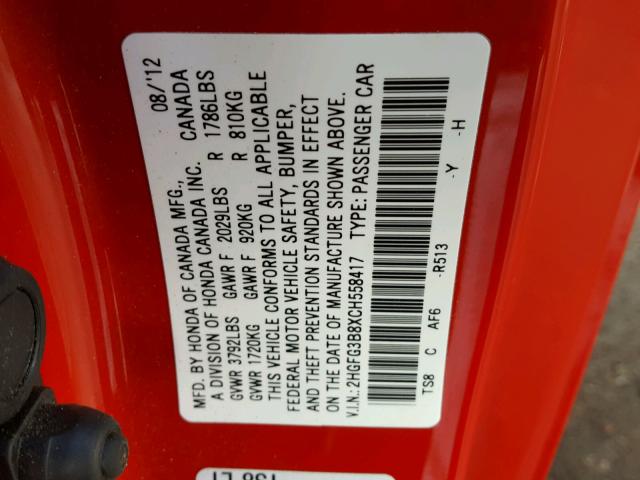 MFD. BY HONDA OF CANADA MFG., 08/'12
A DIVISION OF HONDA CANADA INC. CANADA
GVWR 3792LBS GAWR F 2029LBS R 1786LBS
GVWR 1720KG GAWR F 920KG R 810KG
THIS VEHICLE CONFORMS TO ALL APPLICABLE
FEDERAL MOTOR VEHICLE SAFETY, BUMPER,
AND THEFT PREVENTION STANDARDS IN EFFECT
ON THE DATE OF MANUFACTURE SHOWN ABOVE.
V.I.N.: 2HGFG3B8XCH558417 TYPE: PASSENGER CAR
TS8 C AF6 -R513 -Y -H